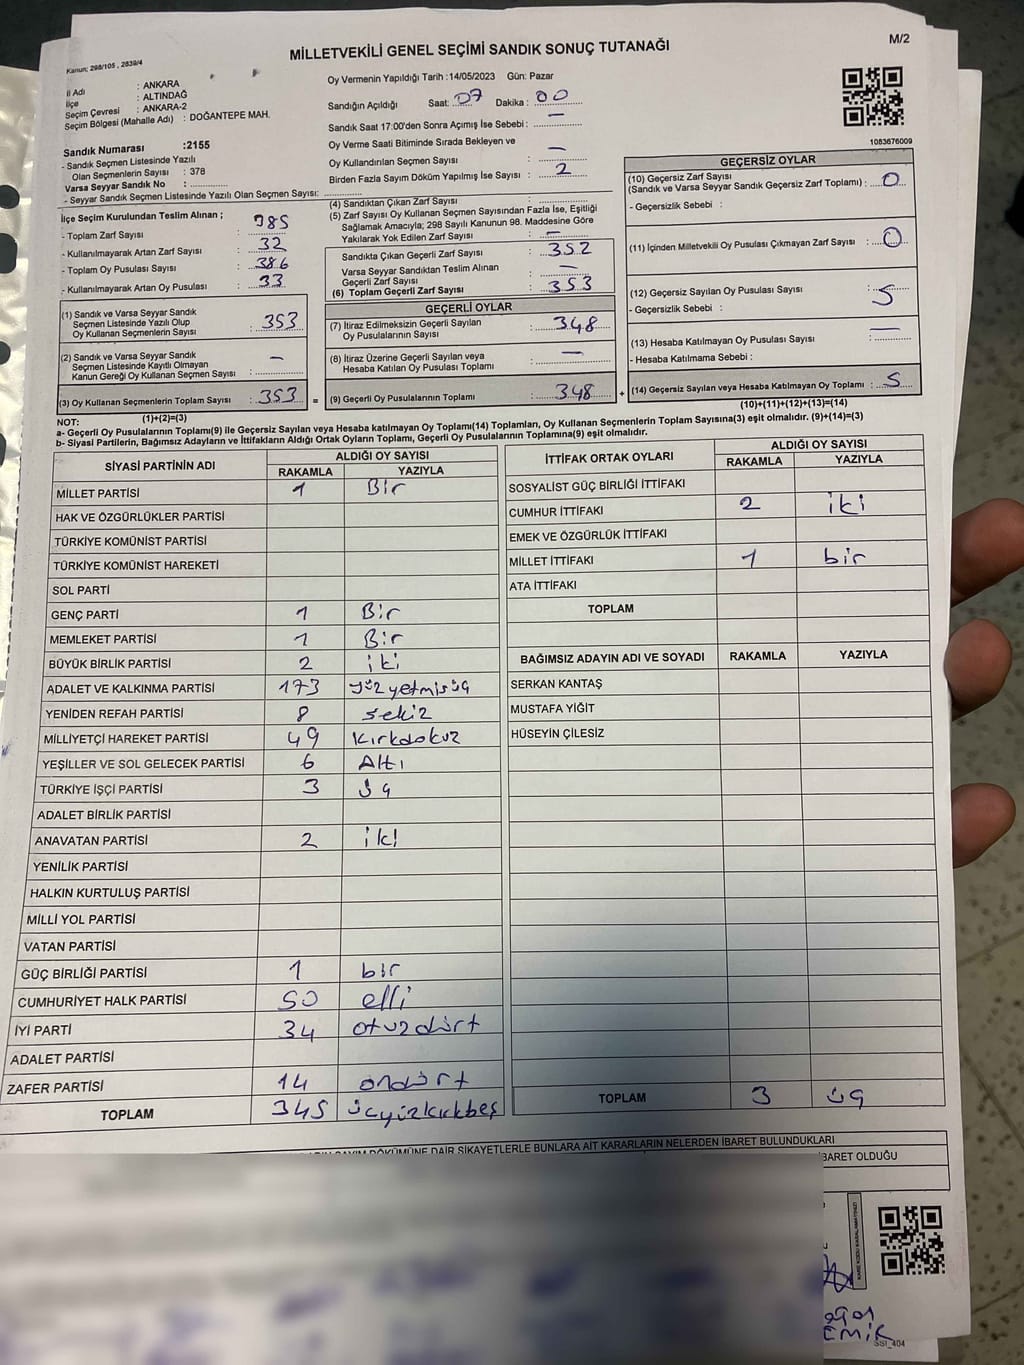 M/2
MİLLETVEKİLİ GENEL SEÇİMİ SANDIK SONUÇ TUTANAĞI
Kanun; 298/105 , 2839/4
İl Adı : ANKARA
İlçe : ALTINDAĞ
Seçim Çevresi : ANKARA-2
Seçim Bölgesi (Mahalle Adı) : DOĞANTEPE MAH.
Oy Vermenin Yapıldığı Tarih :14/05/2023 Gün: Pazar
Sandığın Açıldığı Saat: 07 Dakika : 00
Sandık Saat 17:00'den Sonra Açımış İse Sebebi : —
Oy Verme Saati Bitiminde Sırada Bekleyen ve
Oy Kullandırılan Seçmen Sayısı : —
Birden Fazla Sayım Döküm Yapılmış İse Sayısı : 2
1083676009
Sandık Numarası :2155
- Sandık Seçmen Listesinde Yazılı
Olan Seçmenlerin Sayısı : 378
Varsa Seyyar Sandık No :
- Seyyar Sandık Seçmen Listesinde Yazılı Olan Seçmen Sayısı:
İlçe Seçim Kurulundan Teslim Alınan ;
- Toplam Zarf Sayısı : 385
- Kullanılmayarak Artan Zarf Sayısı : 32
- Toplam Oy Pusulası Sayısı : 386
- Kullanılmayarak Artan Oy Pusulası : 33
(1) Sandık ve Varsa Seyyar Sandık
Seçmen Listesinde Yazılı Olup
Oy Kullanan Seçmenlerin Sayısı : 353
(2) Sandık ve Varsa Seyyar Sandık
Seçmen Listesinde Kayıtlı Olmayan
Kanun Gereği Oy Kullanan Seçmen Sayısı : —
(3) Oy Kullanan Seçmenlerin Toplam Sayısı : 353 =
(1)+(2)=(3)
(4) Sandıktan Çıkan Zarf Sayısı :
(5) Zarf Sayısı Oy Kullanan Seçmen Sayısından Fazla İse, Eşitliği
Sağlamak Amacıyla; 298 Sayılı Kanunun 98. Maddesine Göre
Yakılarak Yok Edilen Zarf Sayısı : —
Sandıkta Çıkan Geçerli Zarf Sayısı : 352
Varsa Seyyar Sandıktan Teslim Alınan
Geçerli Zarf Sayısı : —
(6) Toplam Geçerli Zarf Sayısı : 353
GEÇERLİ OYLAR
(7) İtiraz Edilmeksizin Geçerli Sayılan
Oy Pusulalarının Sayısı : 348
(8) İtiraz Üzerine Geçerli Sayılan veya
Hesaba Katılan Oy Pusulası Toplamı : —
(9) Geçerli Oy Pusulalarının Toplamı : 348 +
GEÇERSİZ OYLAR
(10) Geçersiz Zarf Sayısı
(Sandık ve Varsa Seyyar Sandık Geçersiz Zarf Toplamı) : 0
- Geçersizlik Sebebi :
(11) İçinden Milletvekili Oy Pusulası Çıkmayan Zarf Sayısı : 0
(12) Geçersiz Sayılan Oy Pusulası Sayısı : 5
- Geçersizlik Sebebi :
(13) Hesaba Katılmayan Oy Pusulası Sayısı : —
- Hesaba Katılmama Sebebi :
(14) Geçersiz Sayılan veya Hesaba Katılmayan Oy Toplamı : 5
(10)+(11)+(12)+(13)=(14)
NOT:
a- Geçerli Oy Pusulalarının Toplamı(9) ile Geçersiz Sayılan veya Hesaba katılmayan Oy Toplamı(14) Toplamları, Oy Kullanan Seçmenlerin Toplam Sayısına(3) eşit olmalıdır. (9)+(14)=(3)
b- Siyasi Partilerin, Bağımsız Adayların ve İttifakların Aldığı Ortak Oyların Toplamı, Geçerli Oy Pusulalarının Toplamına(9) eşit olmalıdır.
SİYASİ PARTİNİN ADI ALDIĞI OY SAYISI
RAKAMLA YAZIYLA
MİLLET PARTİSİ 1 Bir
HAK VE ÖZGÜRLÜKLER PARTİSİ
TÜRKİYE KOMÜNİST PARTİSİ
TÜRKİYE KOMÜNİST HAREKETİ
SOL PARTİ
GENÇ PARTİ 1 Bir
MEMLEKET PARTİSİ 1 Bir
BÜYÜK BİRLİK PARTİSİ 2 iki
ADALET VE KALKINMA PARTİSİ 173 yüzyetmişüç
YENİDEN REFAH PARTİSİ 8 sekiz
MİLLİYETÇİ HAREKET PARTİSİ 49 kırkdokuz
YEŞİLLER VE SOL GELECEK PARTİSİ 6 Altı
TÜRKİYE İŞÇİ PARTİSİ 3 üç
ADALET BİRLİK PARTİSİ
ANAVATAN PARTİSİ 2 iki
YENİLİK PARTİSİ
HALKIN KURTULUŞ PARTİSİ
MİLLİ YOL PARTİSİ
VATAN PARTİSİ
GÜÇ BİRLİĞİ PARTİSİ 1 bir
CUMHURİYET HALK PARTİSİ 50 elli
İYİ PARTİ 34 otuzdört
ADALET PARTİSİ
ZAFER PARTİSİ 14 ondört
TOPLAM 345 üçyüzkırkbeş
İTTİFAK ORTAK OYLARI ALDIĞI OY SAYISI
RAKAMLA YAZIYLA
SOSYALİST GÜÇ BİRLİĞİ İTTİFAKI
CUMHUR İTTİFAKI 2 iki
EMEK VE ÖZGÜRLÜK İTTİFAKI
MİLLET İTTİFAKI 1 bir
ATA İTTİFAKI
TOPLAM
BAĞIMSIZ ADAYIN ADI VE SOYADI RAKAMLA YAZIYLA
SERKAN KANTAŞ
MUSTAFA YİĞİT
HÜSEYİN ÇİLESİZ
TOPLAM 3 üç
SAYIM DÖKÜMÜNE DAİR ŞİKAYETLERLE BUNLARA AİT KARARLARIN NELERDEN İBARET BULUNDUKLARI
İBARET OLDUĞU
SSI_404